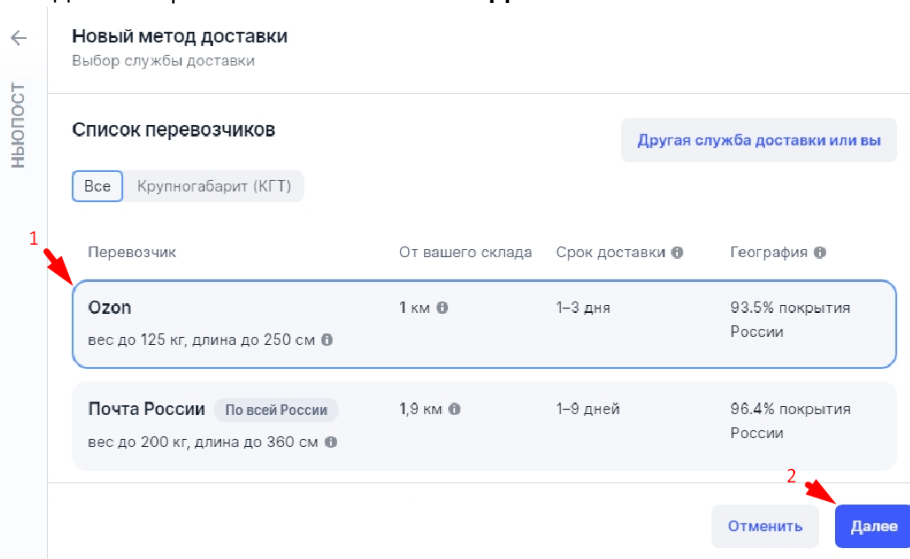 Новый метод доставки
Выбор службы доставки
НЬЮПОСТ
Список перевозчиков
Другая служба доставки или вы
Все Крупногабарит (КГТ)
1
Перевозчик От вашего склада Срок доставки География
Ozon 1 км 1–3 дня 93.5% покрытия
России
вес до 125 кг, длина до 250 см
Почта России По всей России 1,9 км 1–9 дней 96.4% покрытия
России
вес до 200 кг, длина до 360 см
2
Отменить Далее